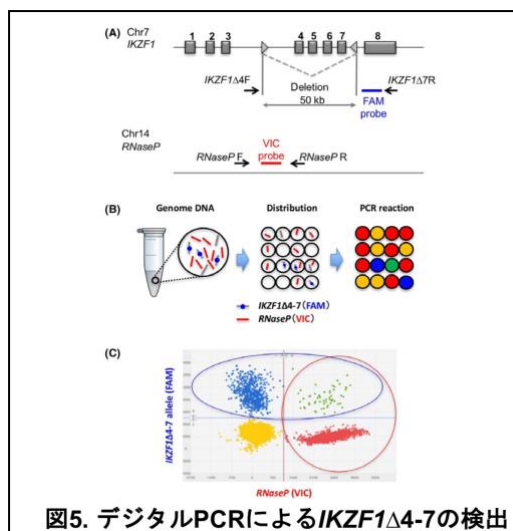 (A) Chr7
IKZF1
1 2 3 4 5 6 7 8
IKZF1Δ4F
Deletion
50 kb
IKZF1Δ7R
FAM
probe
Chr14
RNaseP
VIC
probe
RNaseP F
RNaseP R
(B) Genome DNA Distribution PCR reaction
IKZF1Δ4-7 (FAM)
RNaseP (VIC)
(C)
IKZF1Δ4-7 allele (FAM)
RNaseP (VIC)
図5. デジタルPCRによるIKZF1Δ4-7の検出